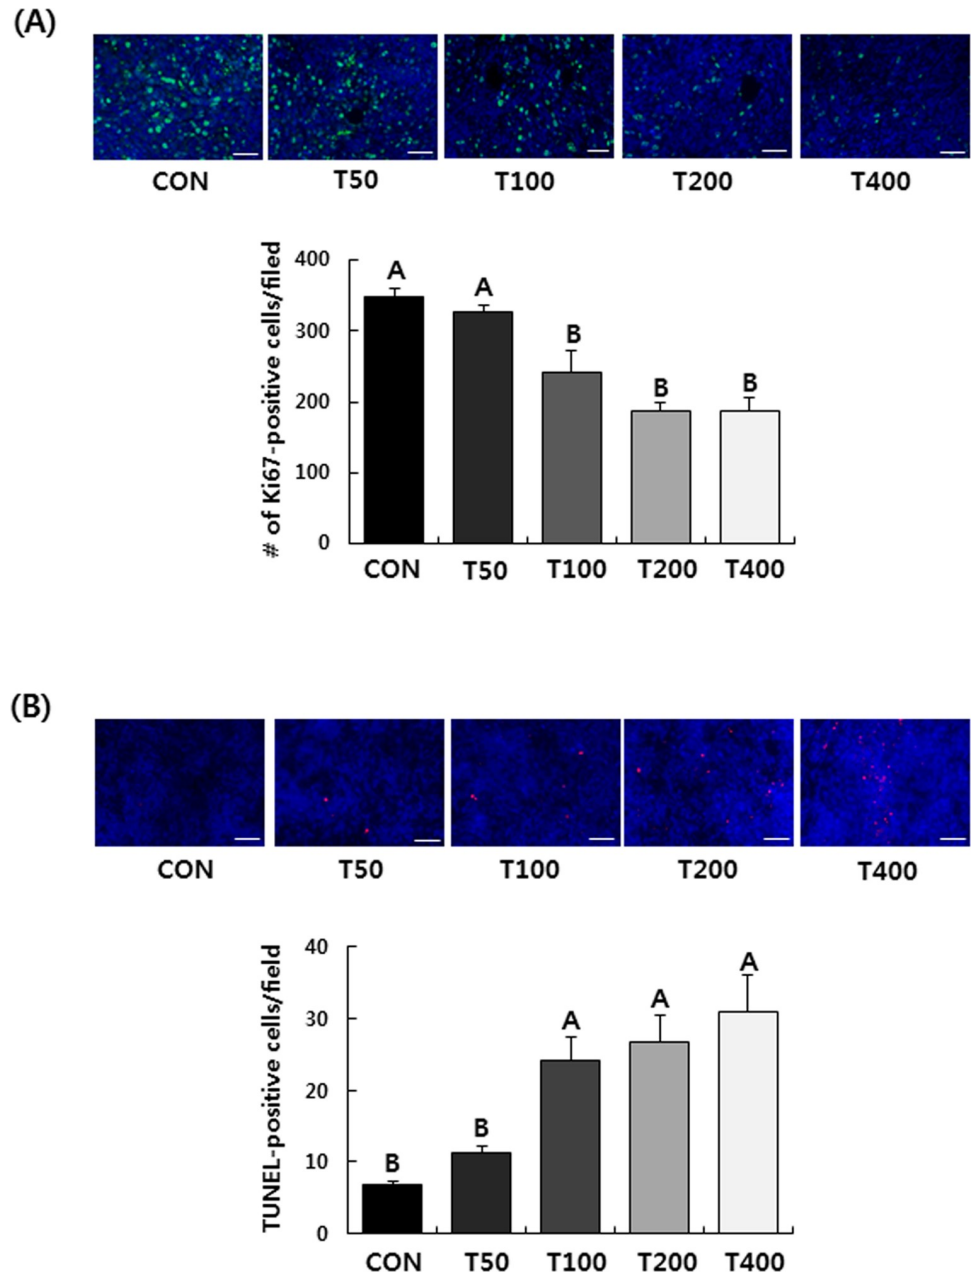 (A)
CON T50 T100 T200 T400
# of Ki67-positive cells/filed
400
300
200
100
0
A A B B B
CON T50 T100 T200 T400
(B)
CON T50 T100 T200 T400
TUNEL-positive cells/field
40
30
20
10
0
B B A A A
CON T50 T100 T200 T400